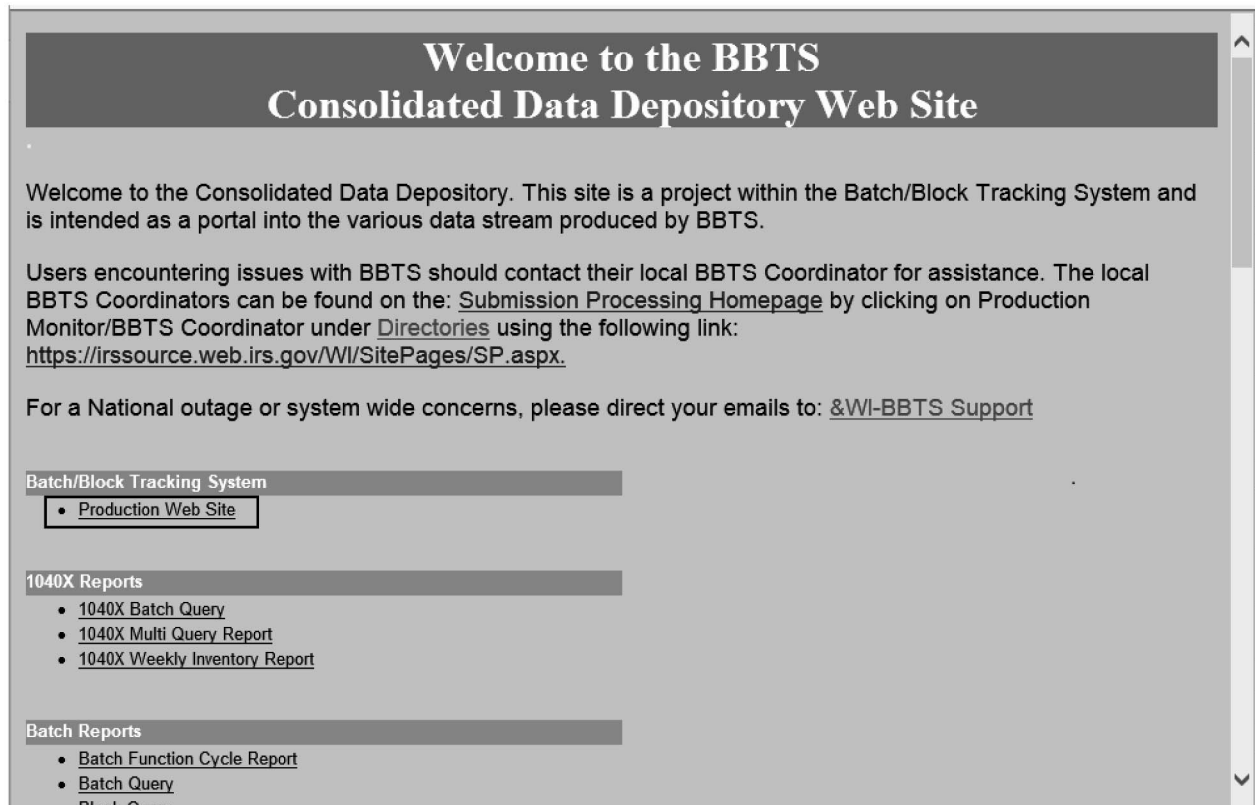 Welcome to the BBTS
Consolidated Data Depository Web Site
.
Welcome to the Consolidated Data Depository. This site is a project within the Batch/Block Tracking System and
is intended as a portal into the various data stream produced by BBTS.
Users encountering issues with BBTS should contact their local BBTS Coordinator for assistance. The local
BBTS Coordinators can be found on the: Submission Processing Homepage by clicking on Production
Monitor/BBTS Coordinator under Directories using the following link:
https://irssource.web.irs.gov/WI/SitePages/SP.aspx.
For a National outage or system wide concerns, please direct your emails to: &WI-BBTS Support
Batch/Block Tracking System
.
• Production Web Site
1040X Reports
• 1040X Batch Query
• 1040X Multi Query Report
• 1040X Weekly Inventory Report
Batch Reports
• Batch Function Cycle Report
• Batch Query